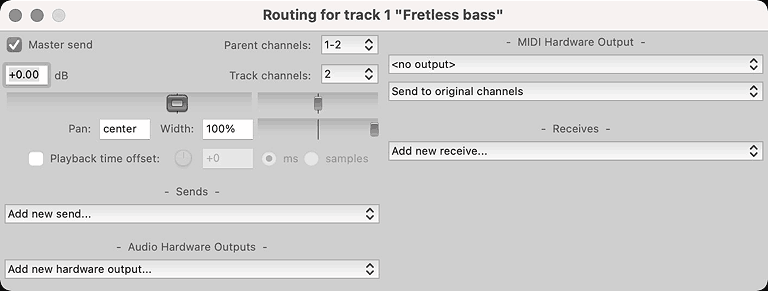 Routing for track 1 "Fretless bass"
Master send
Parent channels: 1-2
+0.00 dB
Track channels: 2
Pan: center Width: 100%
Playback time offset: +0 ms samples
- Sends -
Add new send...
- Audio Hardware Outputs -
Add new hardware output...
- MIDI Hardware Output -
<no output>
Send to original channels
- Receives -
Add new receive...